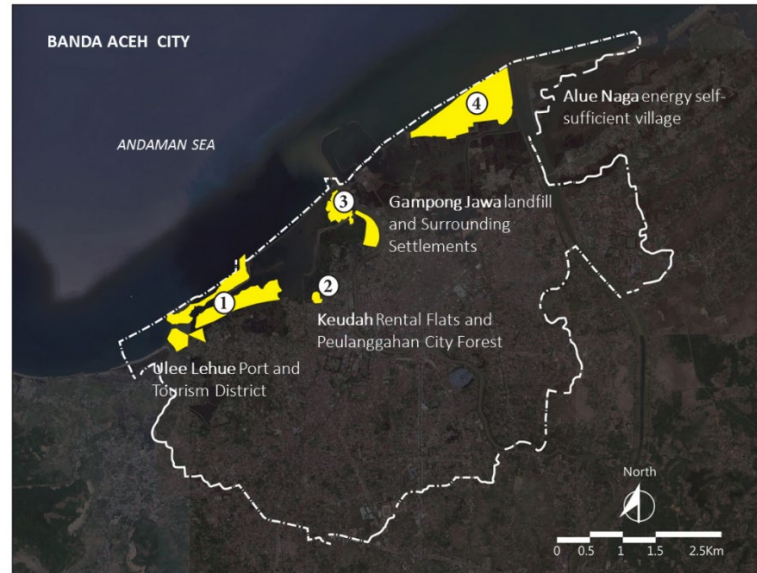 BANDA ACEH CITY
ANDAMAN SEA
4
Alue Naga energy self-
sufficient village
3
Gampong Jawa landfill
and Surrounding
Settlements
1
2
Keudah Rental Flats and
Peulanggahan City Forest
Ulee Lehue Port and
Tourism District
North
0 0.5 1 1.5 2.5Km